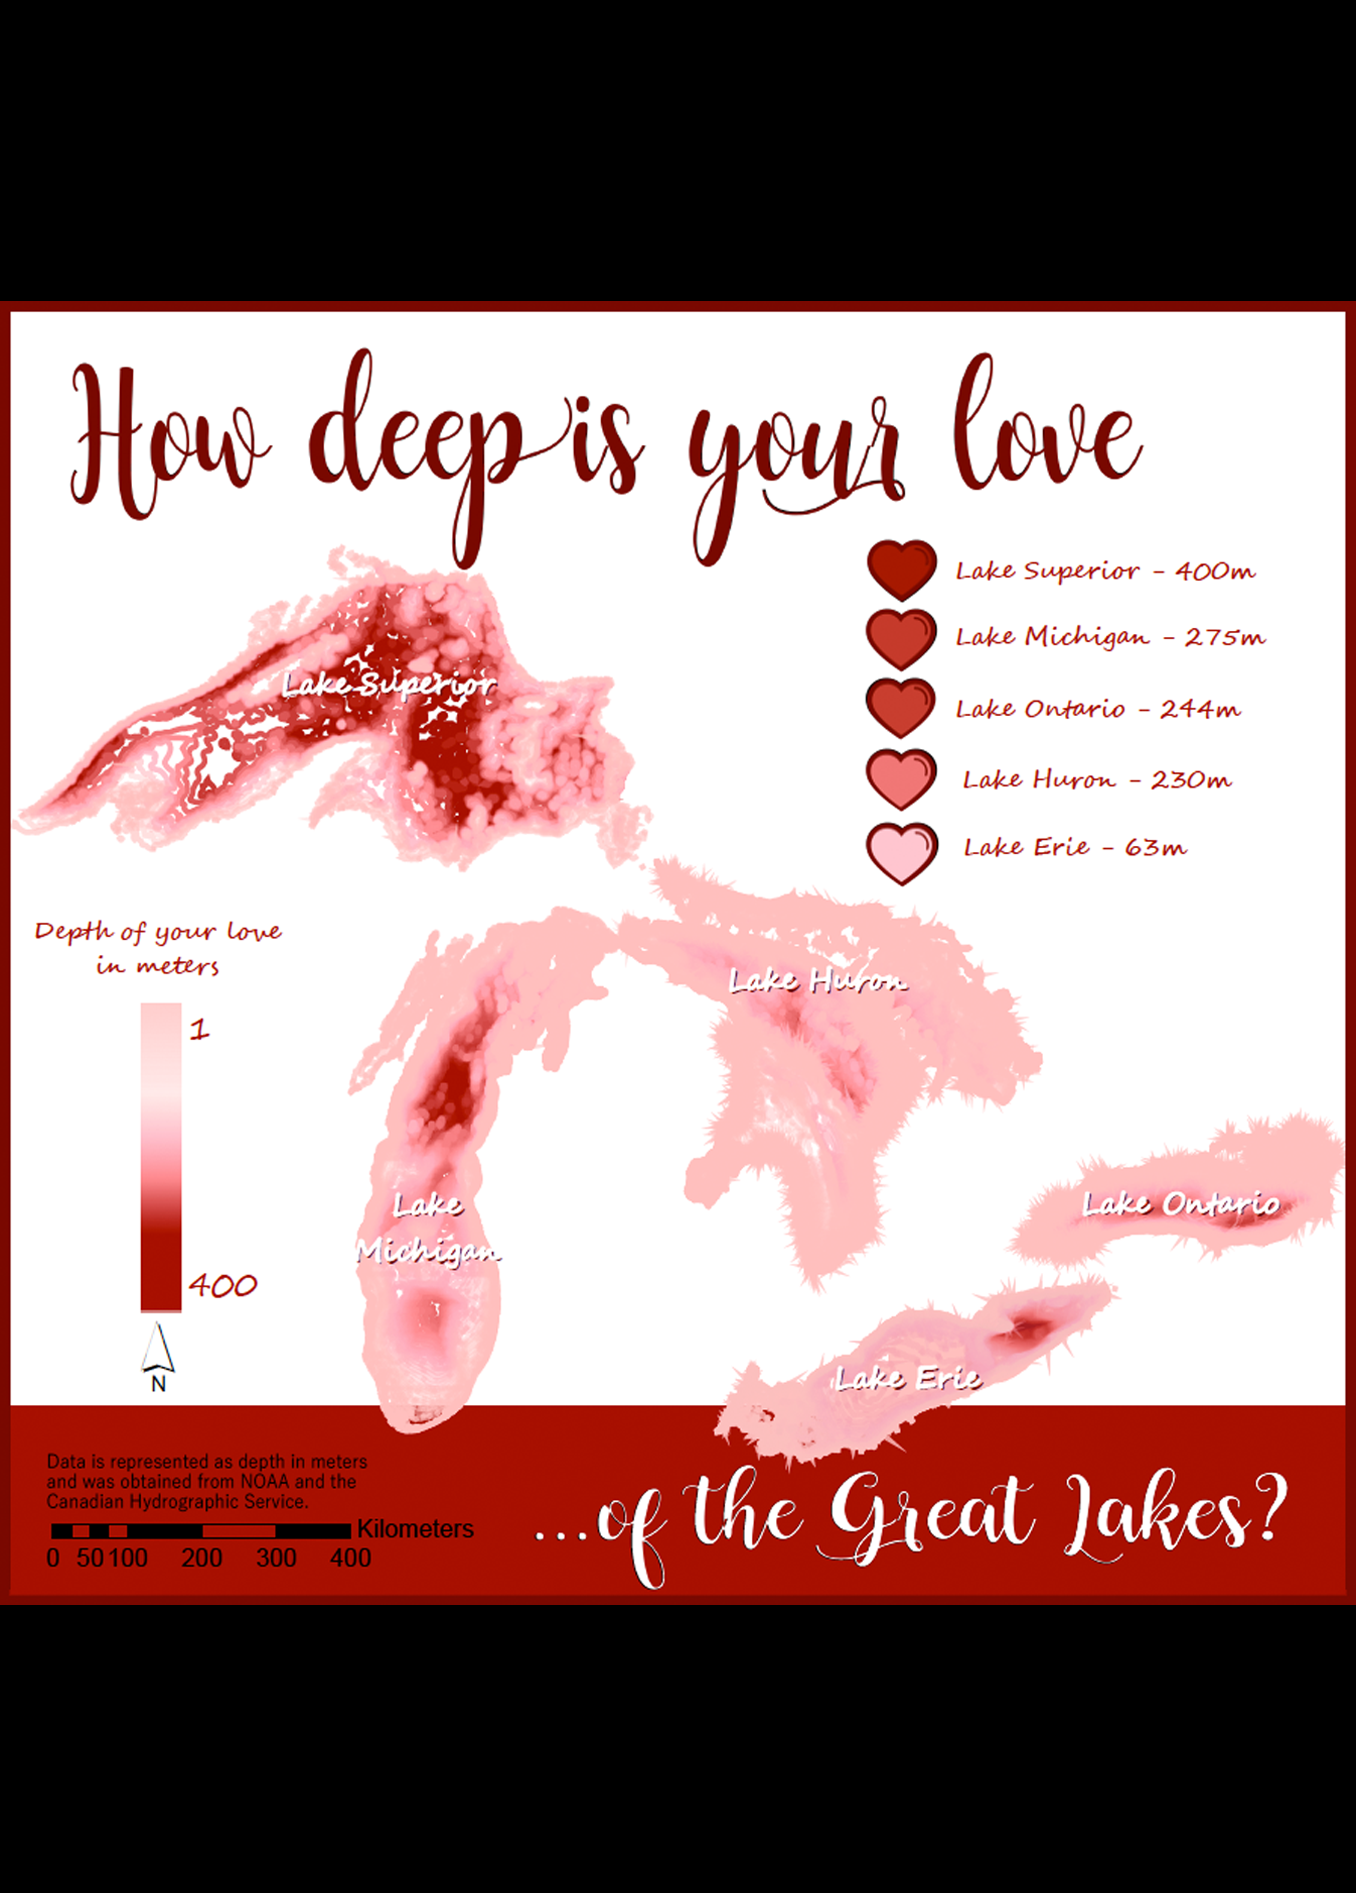 How deep is your love
Lake Superior - 400m
Lake Michigan - 275m
Lake Ontario - 244m
Lake Huron - 230m
Lake Erie - 63m
Lake Superior
Depth of your love
in meters
1
400
N
Lake Huron
Lake
Michigan
Lake Ontario
Lake Erie
Data is represented as depth in meters
and was obtained from NOAA and the
Canadian Hydrographic Service.
Kilometers
0 50 100 200 300 400
...of the Great Lakes?